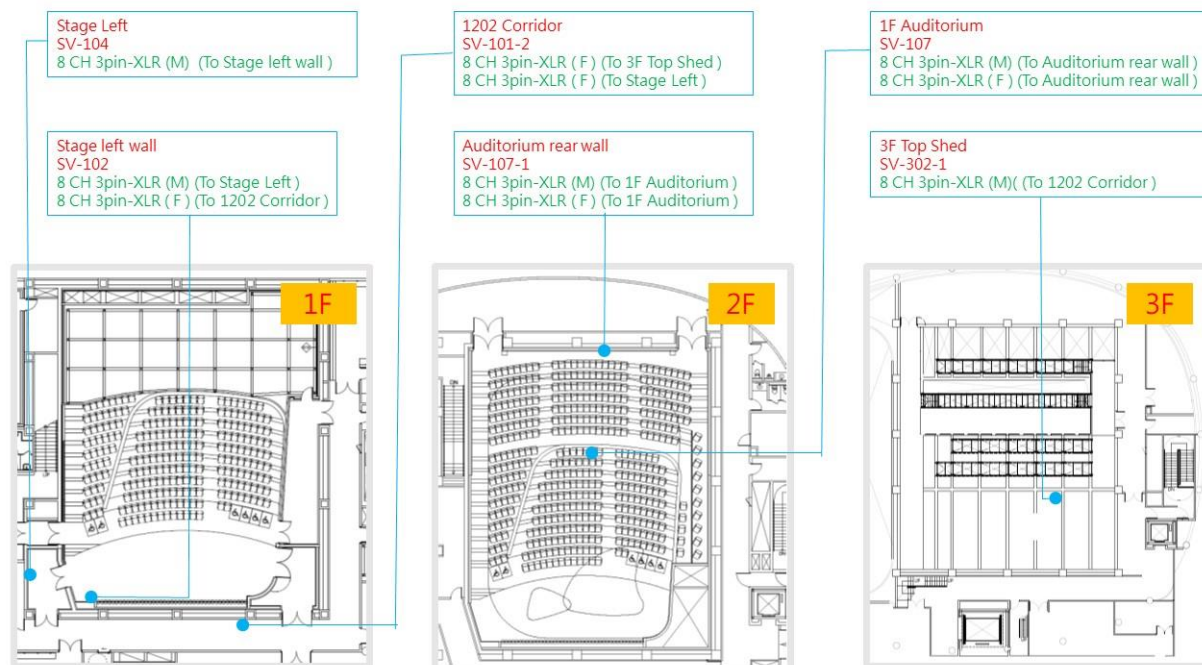 Stage Left
SV-104
8 CH 3pin-XLR (M) (To Stage left wall )
1202 Corridor
SV-101-2
8 CH 3pin-XLR ( F ) (To 3F Top Shed )
8 CH 3pin-XLR ( F ) (To Stage Left )
1F Auditorium
SV-107
8 CH 3pin-XLR (M) (To Auditorium rear wall )
8 CH 3pin-XLR ( F ) (To Auditorium rear wall )
Stage left wall
SV-102
8 CH 3pin-XLR (M) (To Stage Left )
8 CH 3pin-XLR ( F ) (To 1202 Corridor )
Auditorium rear wall
SV-107-1
8 CH 3pin-XLR (M) (To 1F Auditorium )
8 CH 3pin-XLR ( F ) (To 1F Auditorium )
3F Top Shed
SV-302-1
8 CH 3pin-XLR (M)( (To 1202 Corridor )
1F
2F
3F